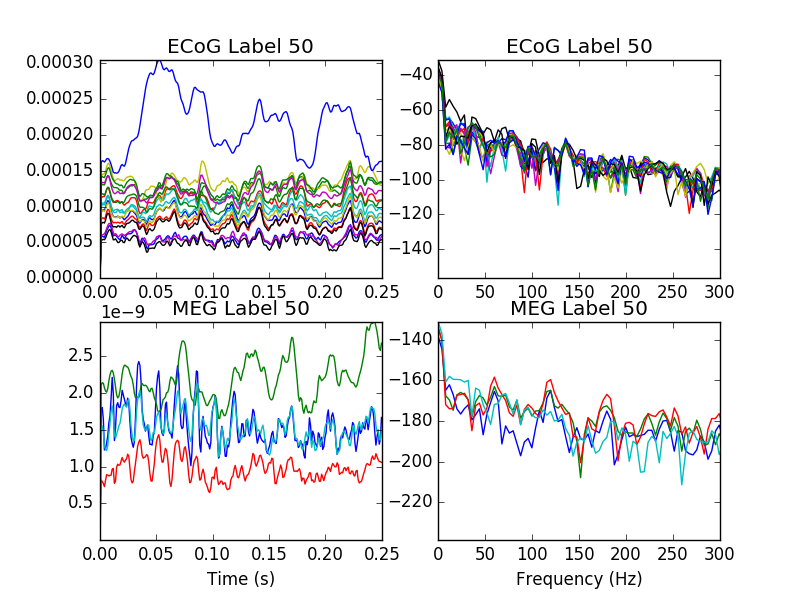 ECoG Label 50
0.00030
0.00025
0.00020
0.00015
0.00010
0.00005
0.00000
0.00 0.05 0.10 0.15 0.20 0.25
ECoG Label 50
−40
−60
−80
−100
−120
−140
0 50 100 150 200 250 300
MEG Label 50
1e−9
2.5
2.0
1.5
1.0
0.5
0.00 0.05 0.10 0.15 0.20 0.25
Time (s)
MEG Label 50
−140
−160
−180
−200
−220
0 50 100 150 200 250 300
Frequency (Hz)